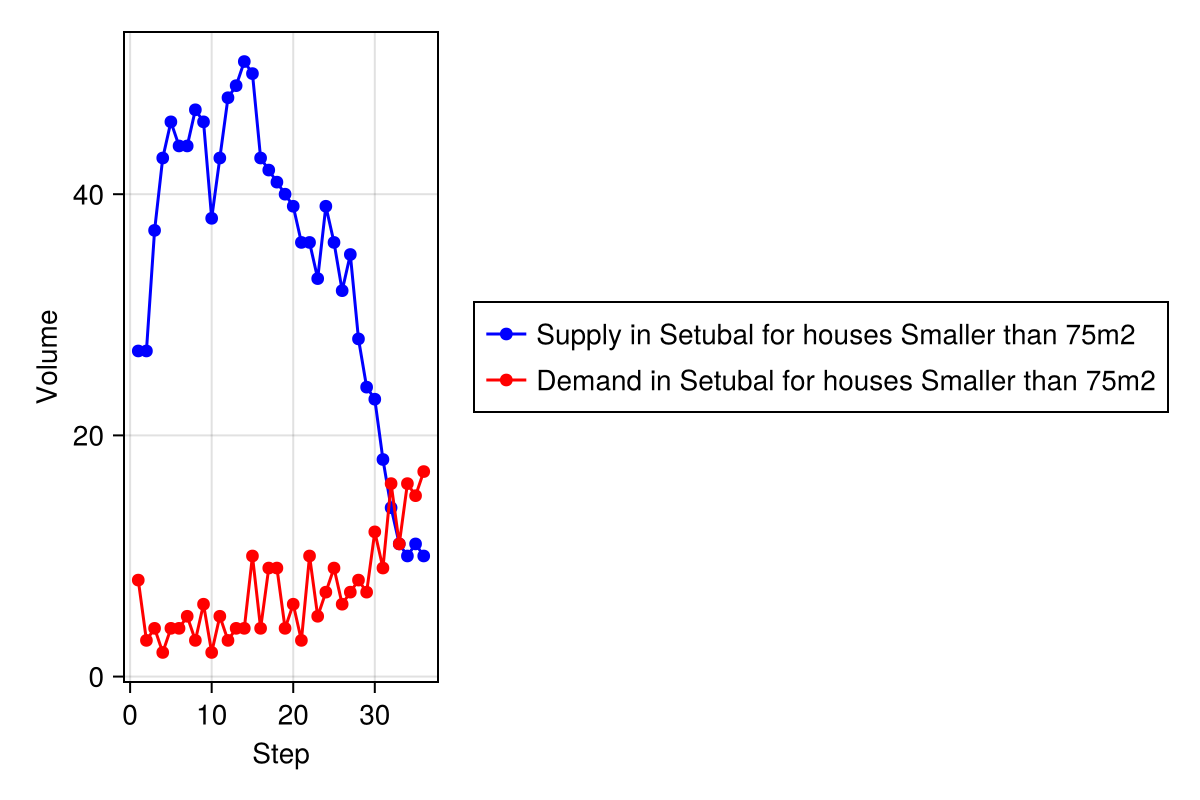 Volume
40
20
0
0 10 20 30
Step
Supply in Setubal for houses Smaller than 75m2
Demand in Setubal for houses Smaller than 75m2